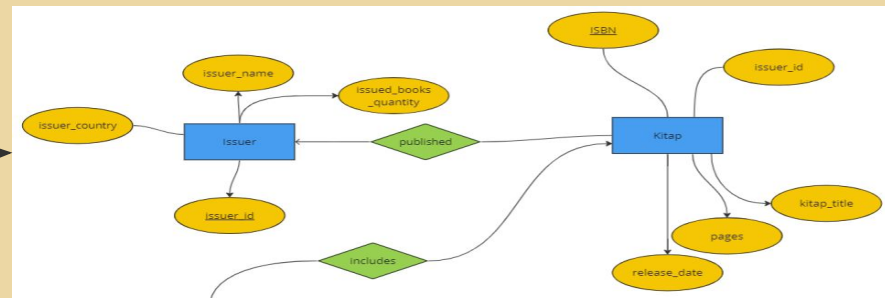 ISBN
issuer_name
issuer_id
issued_books
_quantity
issuer_country
Issuer
published
Kitap
kitap_title
issuer_id
pages
Includes
release_date